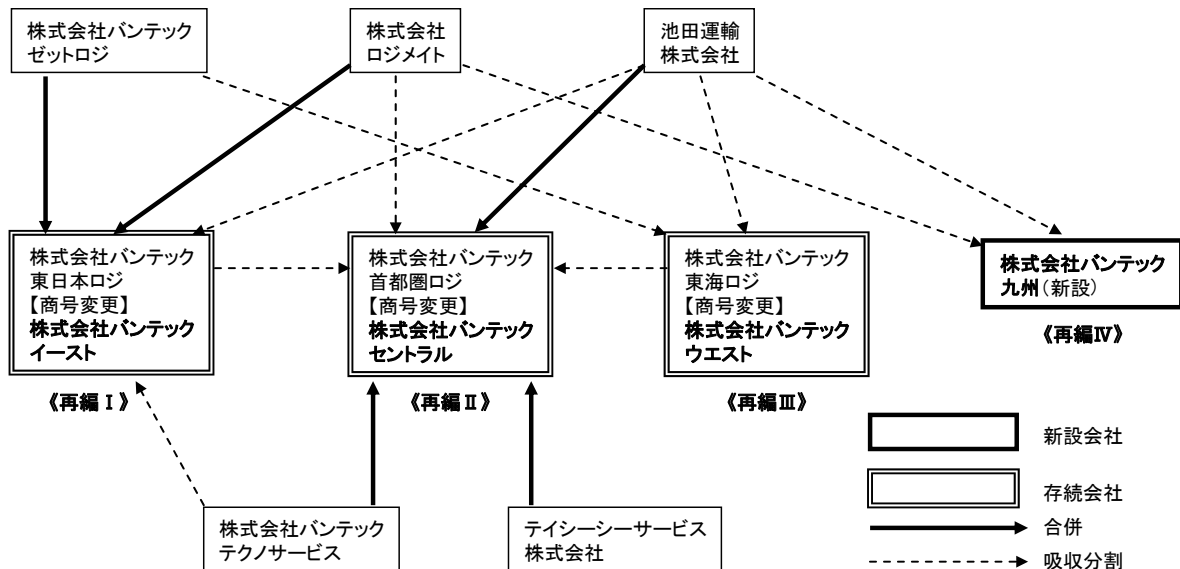 株式会社バンテック
ゼットロジ
株式会社
ロジメイト
池田運輸
株式会社
株式会社バンテック
東日本ロジ
【商号変更】
株式会社バンテック
イースト
《再編Ⅰ》
株式会社バンテック
首都圏ロジ
【商号変更】
株式会社バンテック
セントラル
《再編Ⅱ》
株式会社バンテック
東海ロジ
【商号変更】
株式会社バンテック
ウエスト
《再編Ⅲ》
株式会社バンテック
九州(新設)
《再編Ⅳ》
株式会社バンテック
テクノサービス
テイシーシーサービス
株式会社
新設会社
存続会社
合併
吸収分割